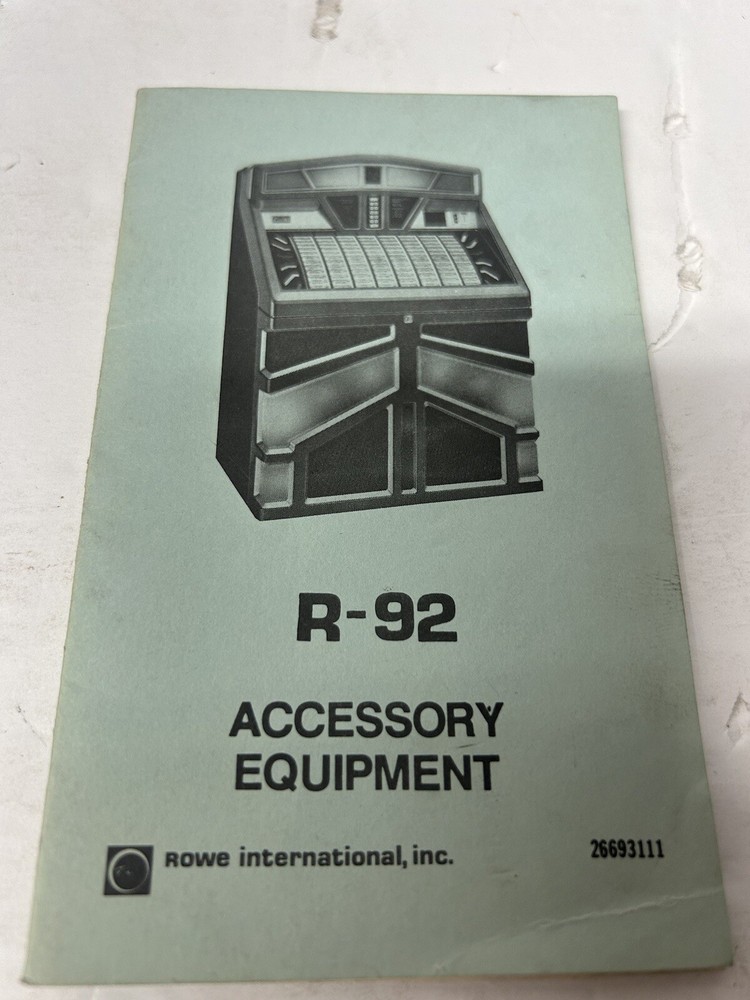 R-92
ACCESSORY
EQUIPMENT
Rowe international, inc.
26693111